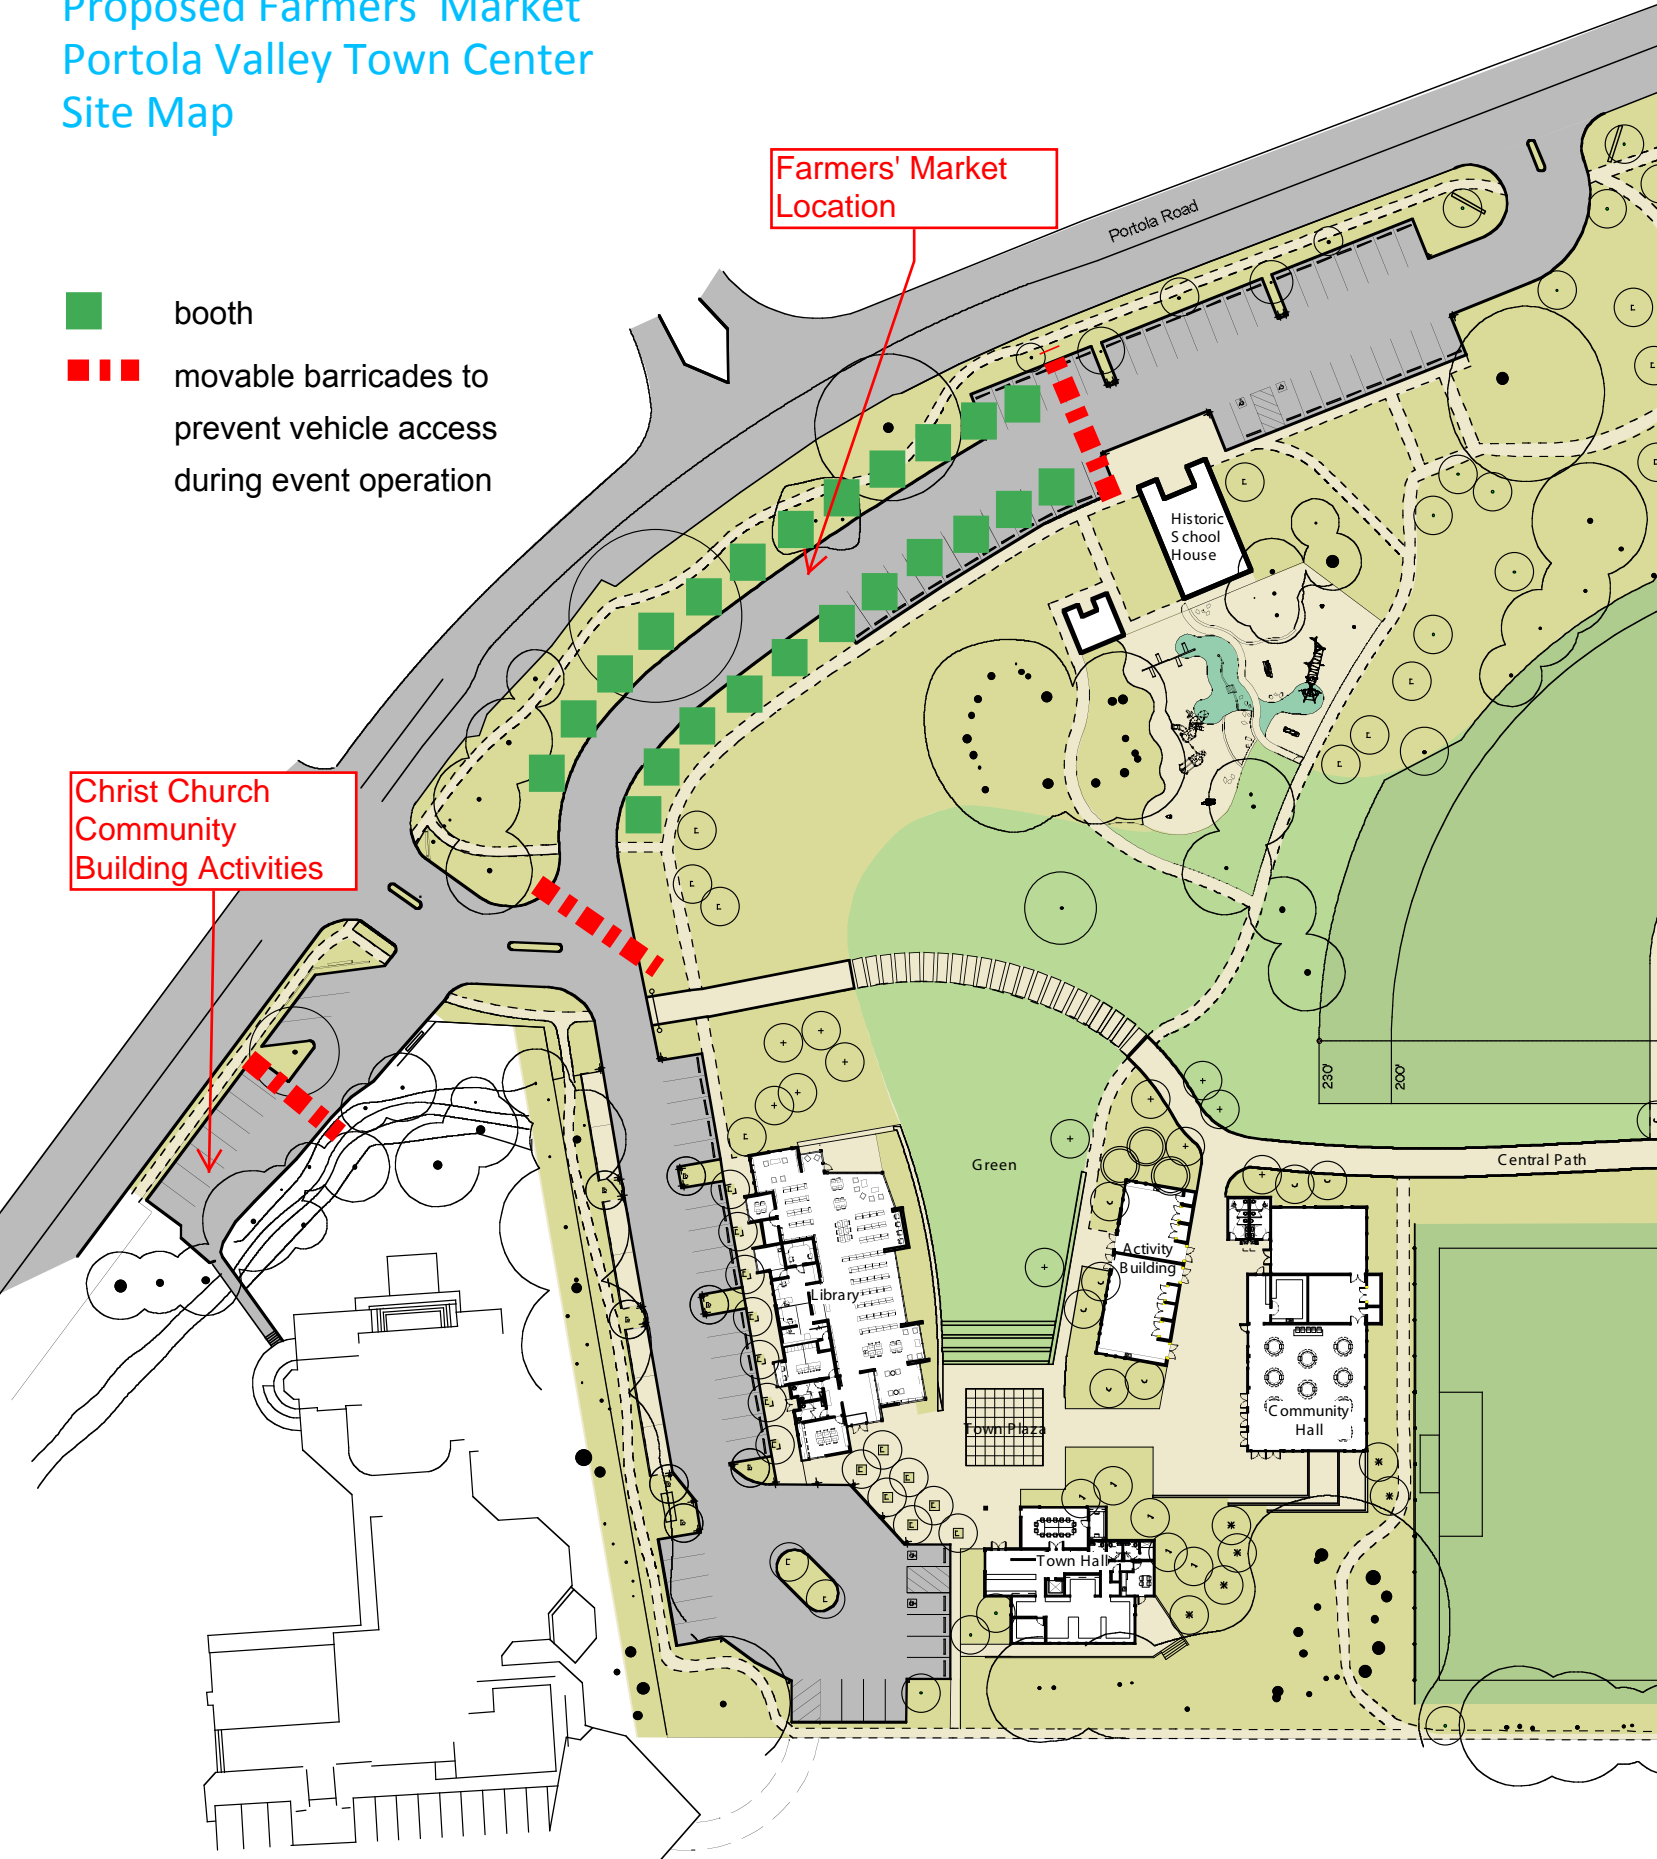 Proposed Farmers' Market
Portola Valley Town Center
Site Map
Farmers' Market
Location
Portola Road
booth
movable barricades to
prevent vehicle access
during event operation
Historic
School
House
Christ Church
Community
Building Activities
230'
200'
Green
Central Path
Activity
Building
Library
Community
Hall
Town Plaza
Town Hall